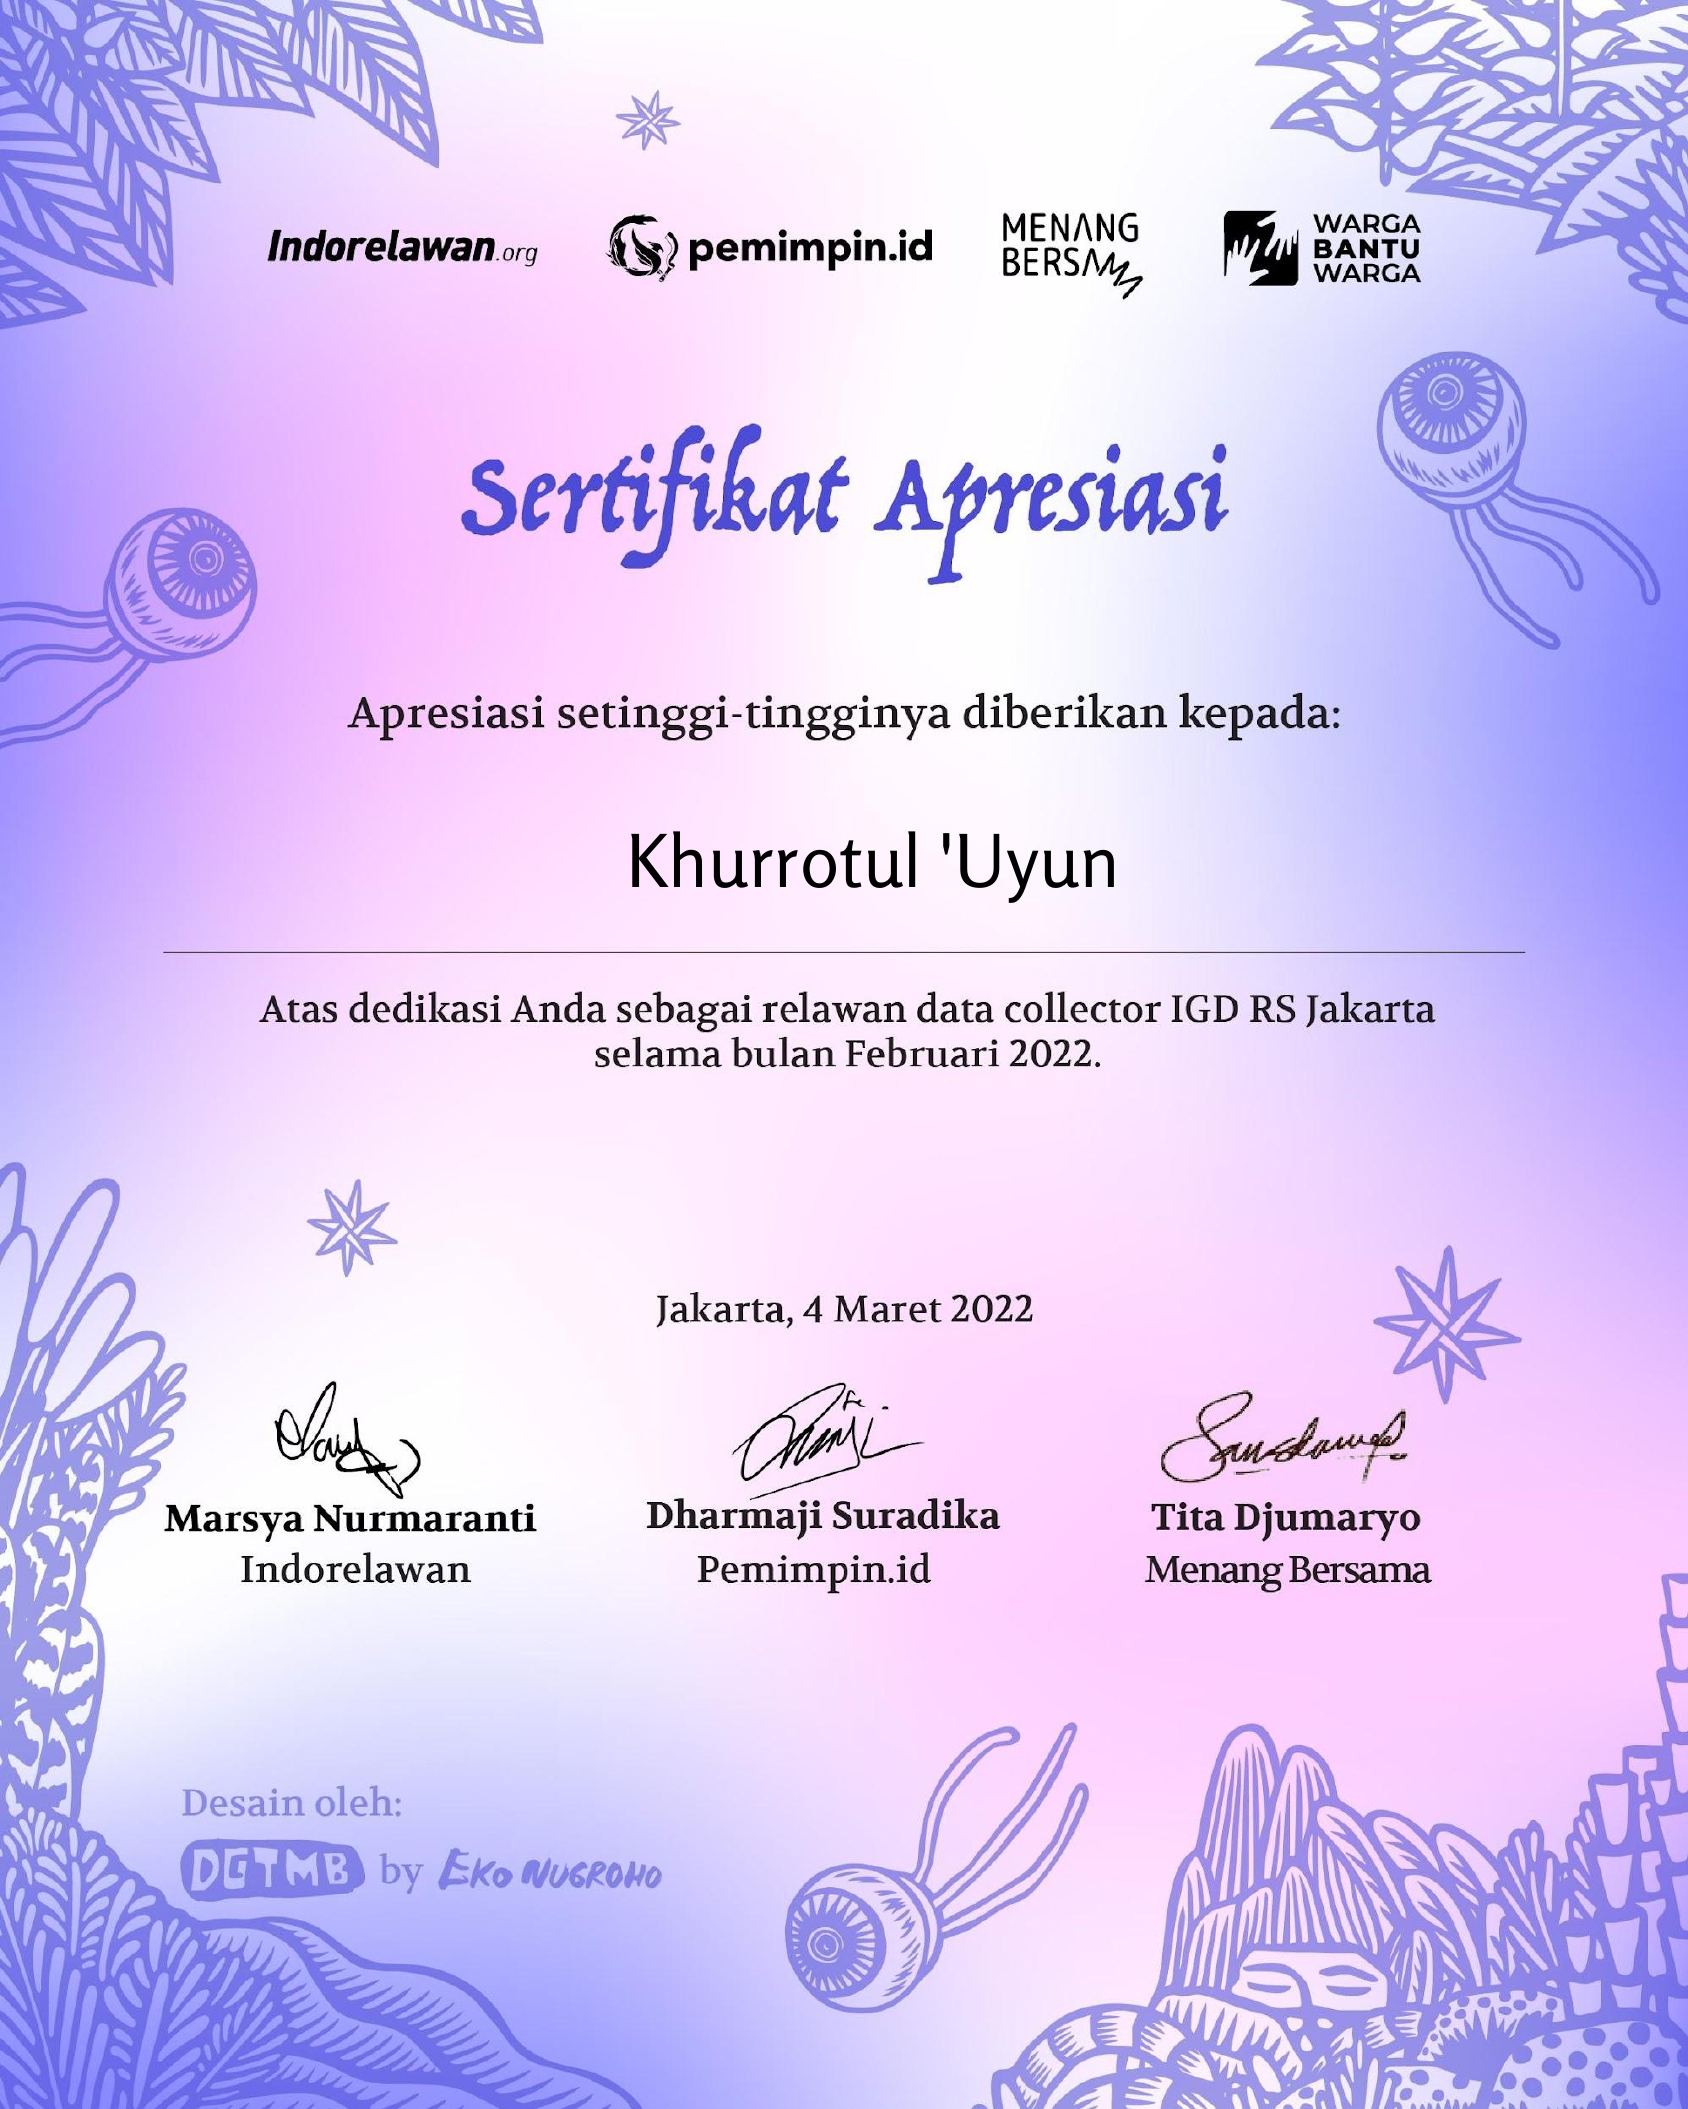 Indorelawan.org
pemimpin.id
MENANG
BERSAMA
WARGA
BANTU
WARGA
Sertifikat Apresiasi
Apresiasi setinggi-tingginya diberikan kepada:
Khurrotul 'Uyun
Atas dedikasi Anda sebagai relawan data collector IGD RS Jakarta
selama bulan Februari 2022.
Jakarta, 4 Maret 2022
Marsya Nurmaranti
Indorelawan
Dharmaji Suradika
Pemimpin.id
Tita Djumaryo
Menang Bersama
Desain oleh:
DGTMB by EKO NUGROHO